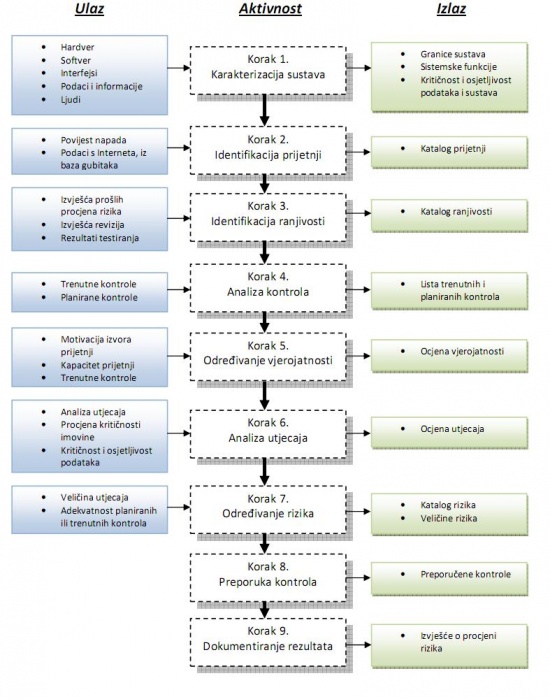 Ulaz
Aktivnost
Izlaz
• Hardver
• Softver
• Interfejsi
• Podaci i informacije
• Ljudi
Korak 1.
Karakterizacija sustava
• Granice sustava
• Sistemske funkcije
• Kritičnost i osjetljivost
podataka i sustava
• Povijest napada
• Podaci s Interneta, iz
baza gubitaka
Korak 2.
Identifikacija prijetnji
• Katalog prijetnji
• Izvješća prošlih
procjena rizika
• Izvješća revizija
• Rezultati testiranja
Korak 3.
Identifikacija ranjivosti
• Katalog ranjivosti
• Trenutne kontrole
• Planirane kontrole
Korak 4.
Analiza kontrola
• Lista trenutnih i
planiranih kontrola
• Motivacija izvora
prijetnji
• Kapacitet prijetnji
• Trenutne kontrole
Korak 5.
Određivanje vjerojatnosti
• Ocjena vjerojatnosti
• Analiza utjecaja
• Procjena kritičnosti
imovine
• Kritičnost i osjetljivost
podataka
Korak 6.
Analiza utjecaja
• Ocjena utjecaja
• Veličina utjecaja
• Adekvatnost planiranih
ili trenutnih kontrola
Korak 7.
Određivanje rizika
• Katalog rizika
• Veličine rizika
Korak 8.
Preporuka kontrola
• Preporučene kontrole
Korak 9.
Dokumentiranje rezultata
• Izvješće o procjeni
rizika